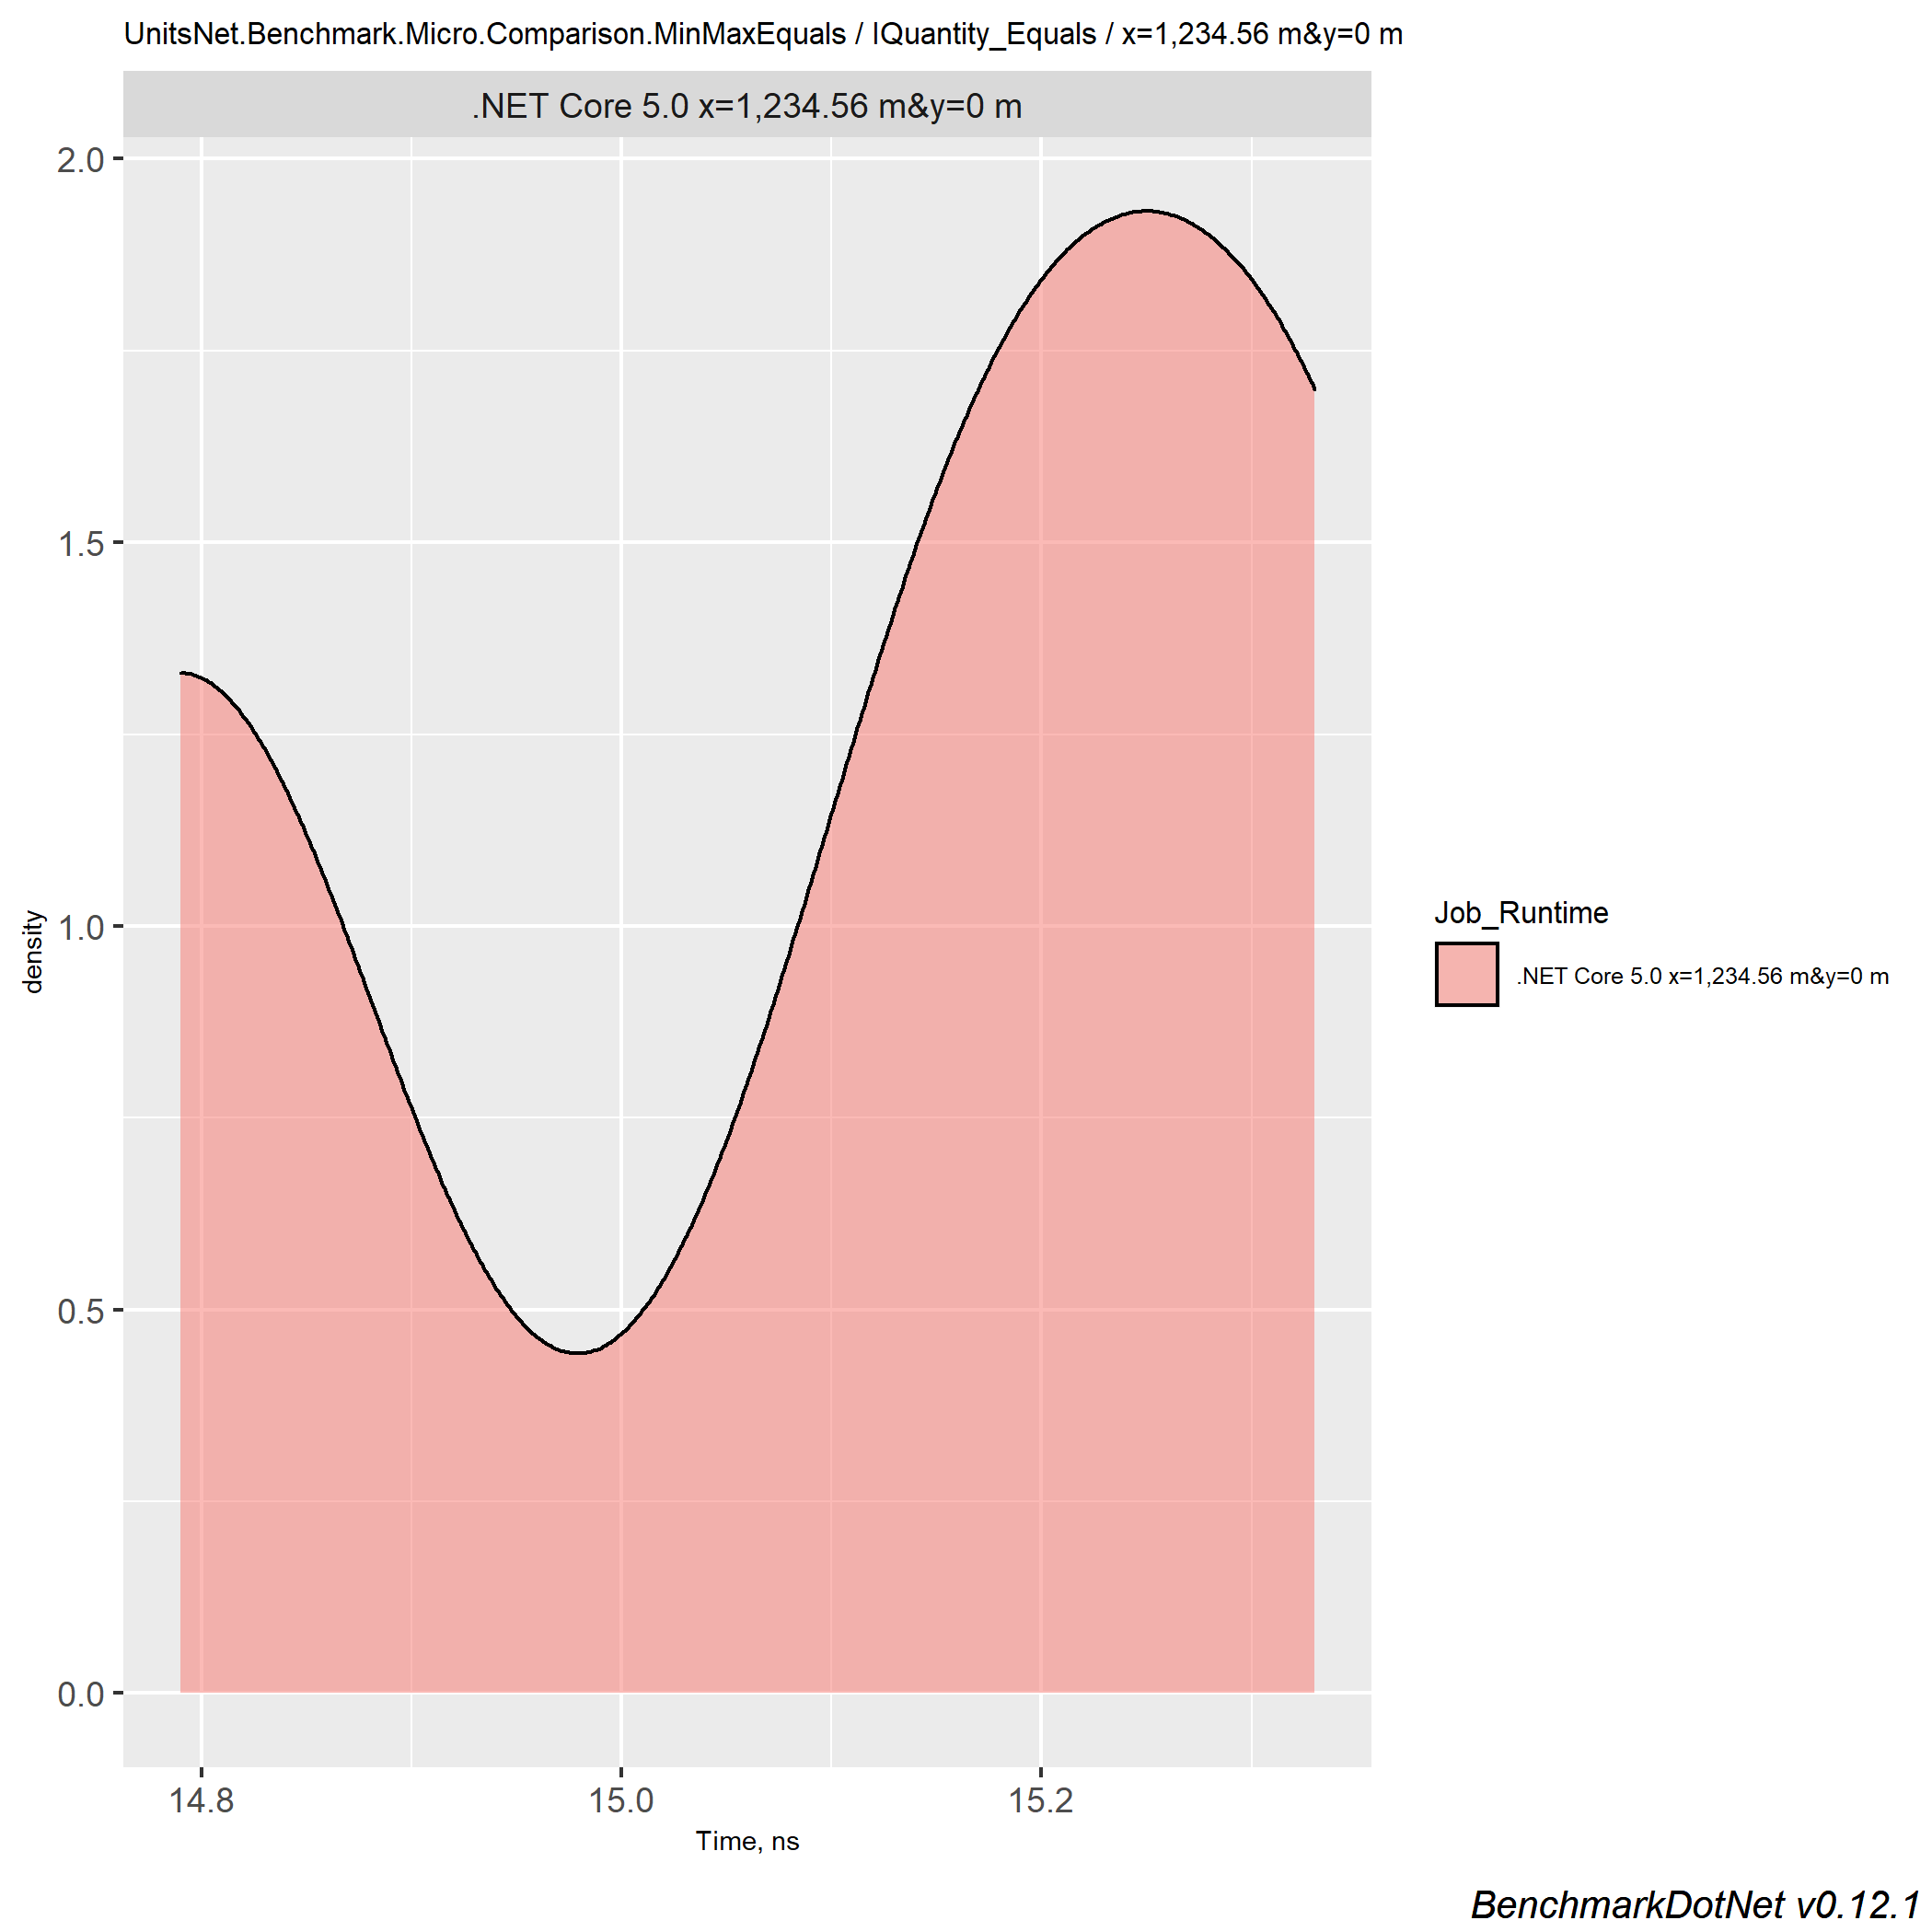 UnitsNet.Benchmark.Micro.Comparison.MinMaxEquals / IQuantity_Equals / x=1,234.56 m&y=0 m
.NET Core 5.0 x=1,234.56 m&y=0 m
2.0
1.5
1.0
0.5
0.0
density
14.8 15.0 15.2
Time, ns
Job_Runtime
.NET Core 5.0 x=1,234.56 m&y=0 m
BenchmarkDotNet v0.12.1